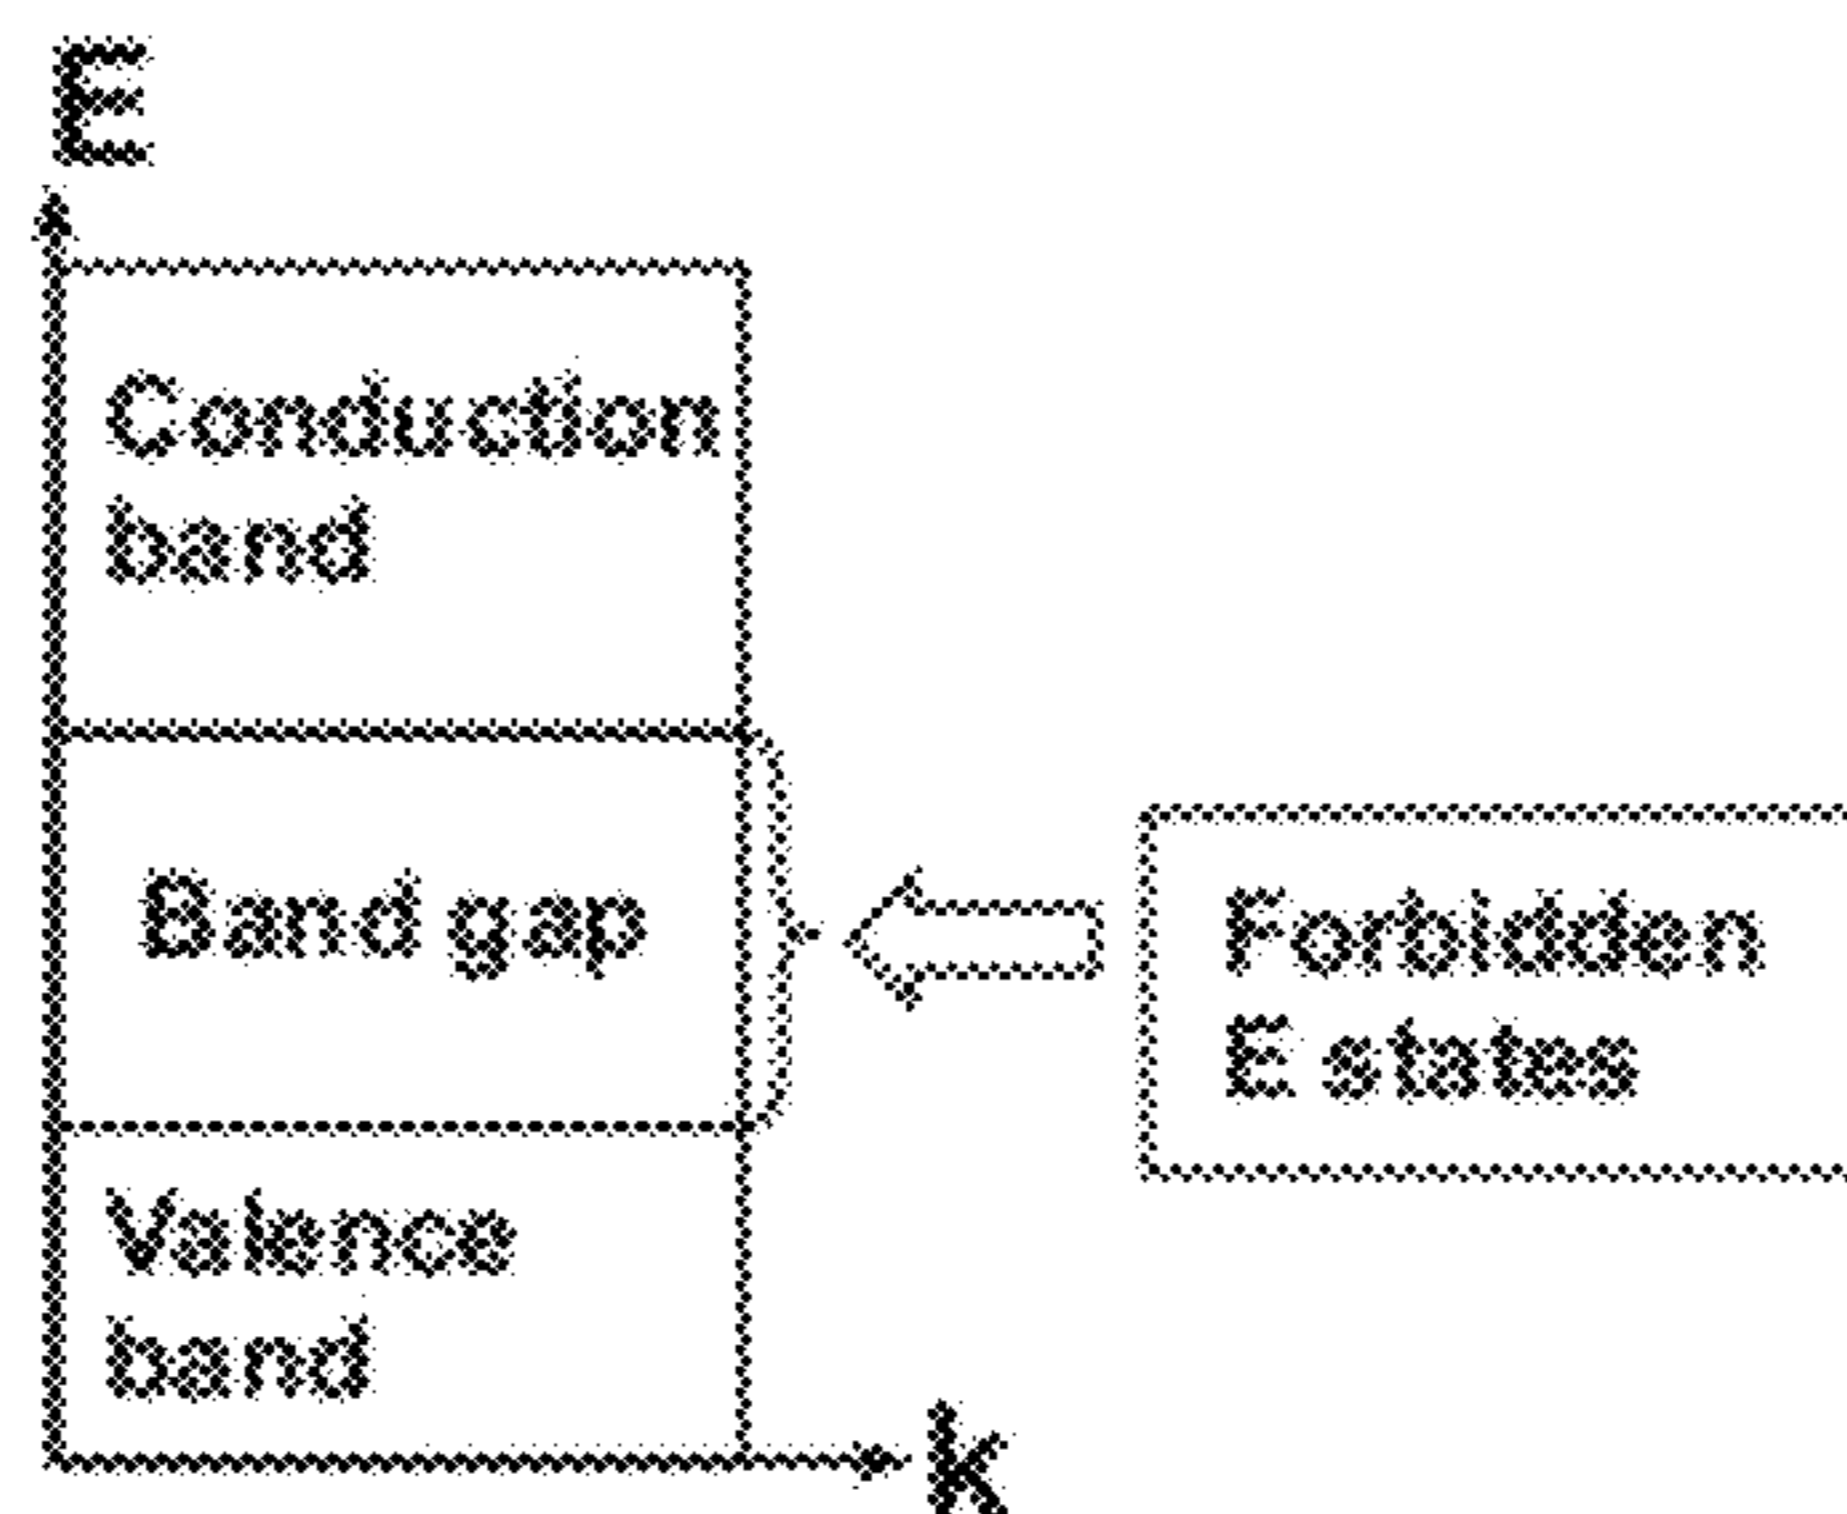 E
Conduction
band
Band gap
Forbidden
E states
Valence
band
k